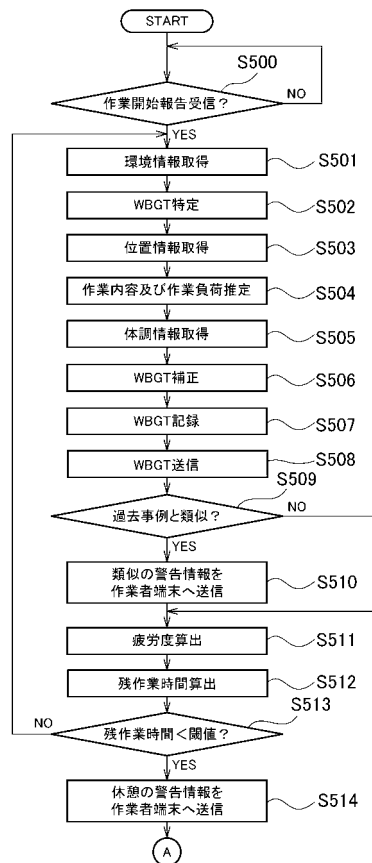 START
S500
作業開始報告受信？
NO
YES
環境情報取得
S501
WBGT特定
S502
位置情報取得
S503
作業内容及び作業負荷推定
S504
体調情報取得
S505
WBGT補正
S506
WBGT記録
S507
WBGT送信
S508
S509
過去事例と類似？
NO
YES
類似の警告情報を
作業者端末へ送信
S510
疲労度算出
S511
残作業時間算出
S512
S513
NO
残作業時間＜閾値？
YES
休憩の警告情報を
作業者端末へ送信
S514
A